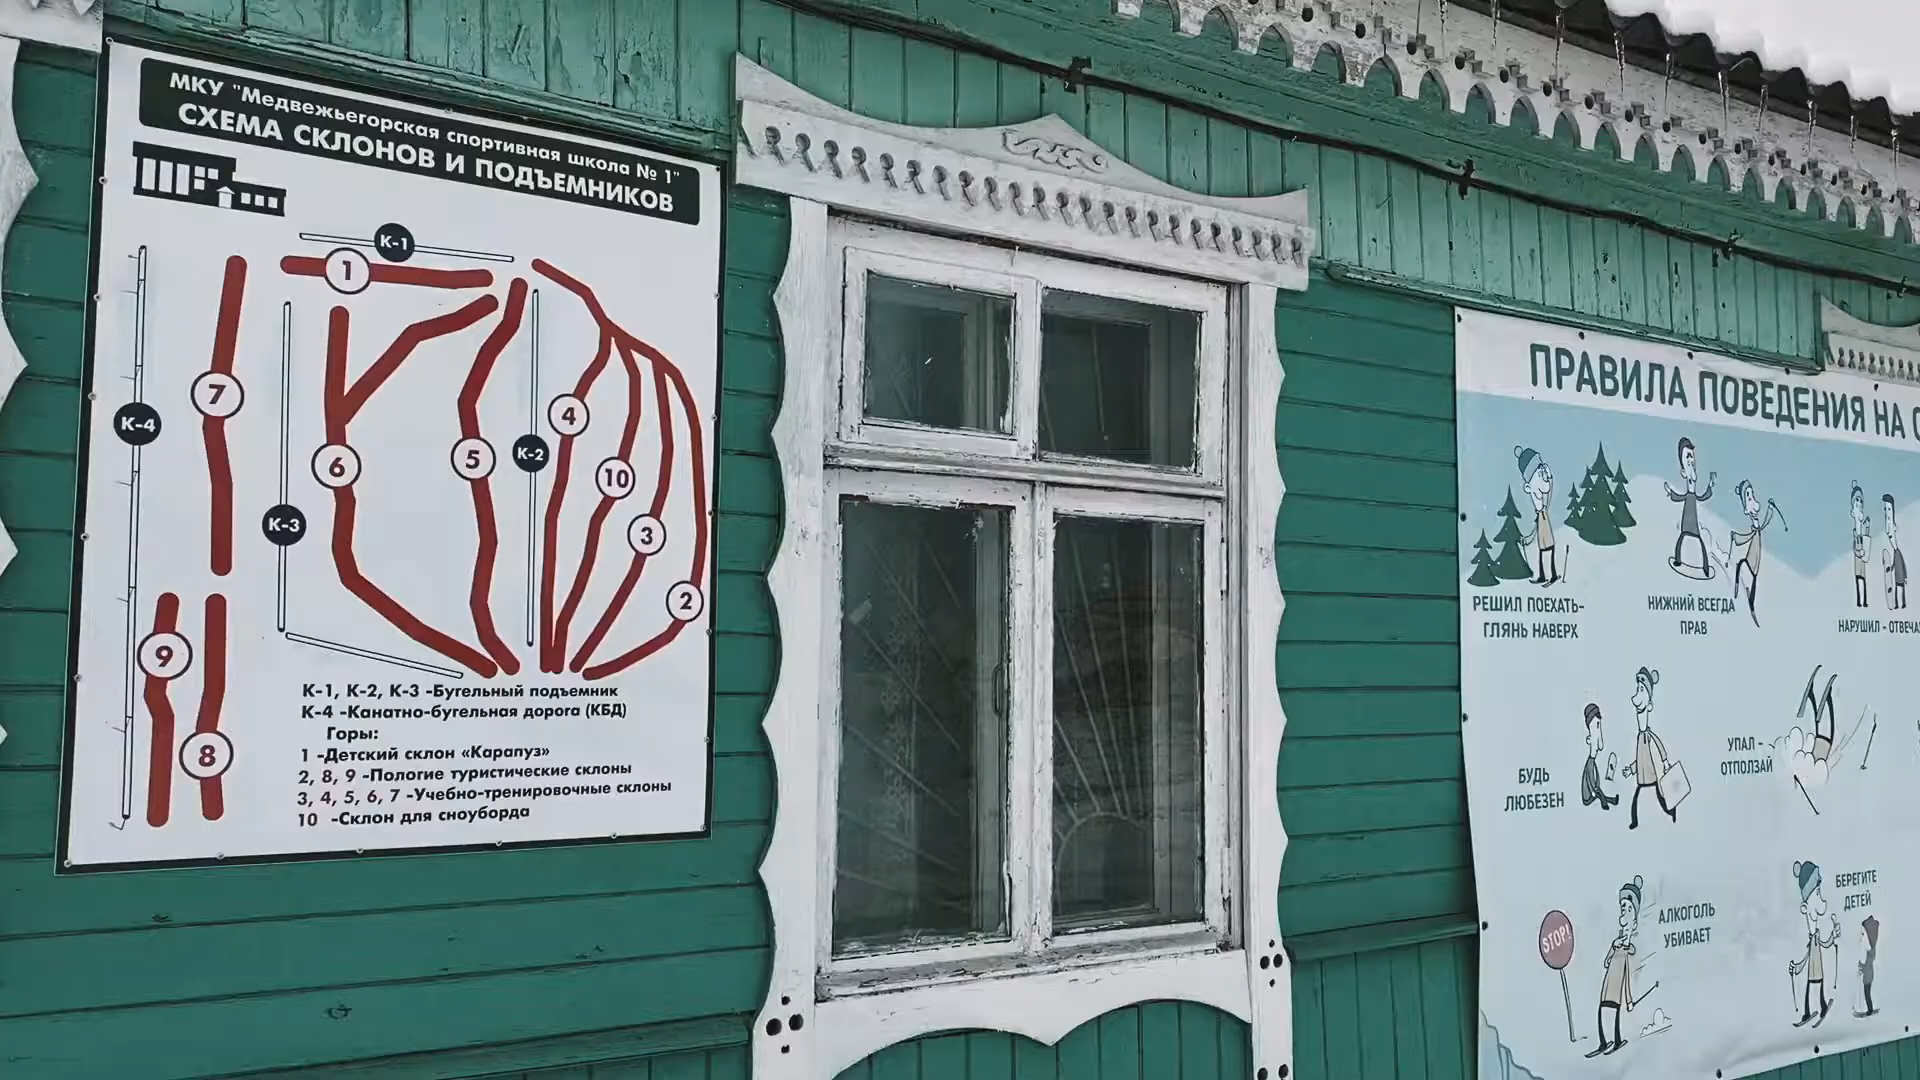 МКУ "Медвежьегорская спортивная школа № 1"
СХЕМА СКЛОНОВ И ПОДЪЕМНИКОВ
К-1
1
7
К-4
4
6
5
К-2
10
К-3
3
2
9
8
К-1, К-2, К-3 -Бугельный подъемник
К-4 -Канатно-бугельная дорога (КБД)
Горы:
1 -Детский склон «Карапуз»
2, 8, 9 -Пологие туристические склоны
3, 4, 5, 6, 7 -Учебно-тренировочные склоны
10 -Склон для сноуборда
ПРАВИЛА ПОВЕДЕНИЯ НА
РЕШИЛ ПОЕХАТЬ-
ГЛЯНЬ НАВЕРХ
НИЖНИЙ ВСЕГДА
ПРАВ
НАРУШИЛ -
БУДЬ
ЛЮБЕЗЕН
УПАЛ -
ОТПОЛЗАЙ
STOP!
АЛКОГОЛЬ
УБИВАЕТ
БЕРЕГИТЕ
ДЕТЕЙ